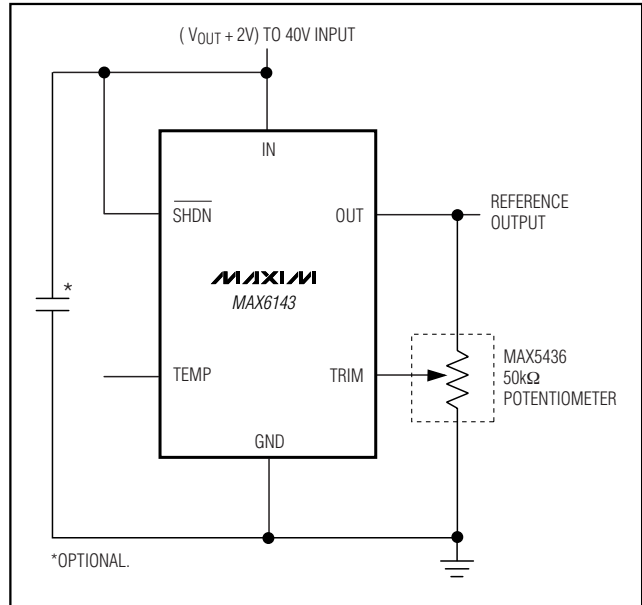 ( VOUT + 2V) TO 40V INPUT
IN
SHDN
OUT
REFERENCE
OUTPUT
MAXIM
MAX6143
*
TEMP
TRIM
MAX5436
50kΩ
POTENTIOMETER
GND
*OPTIONAL.